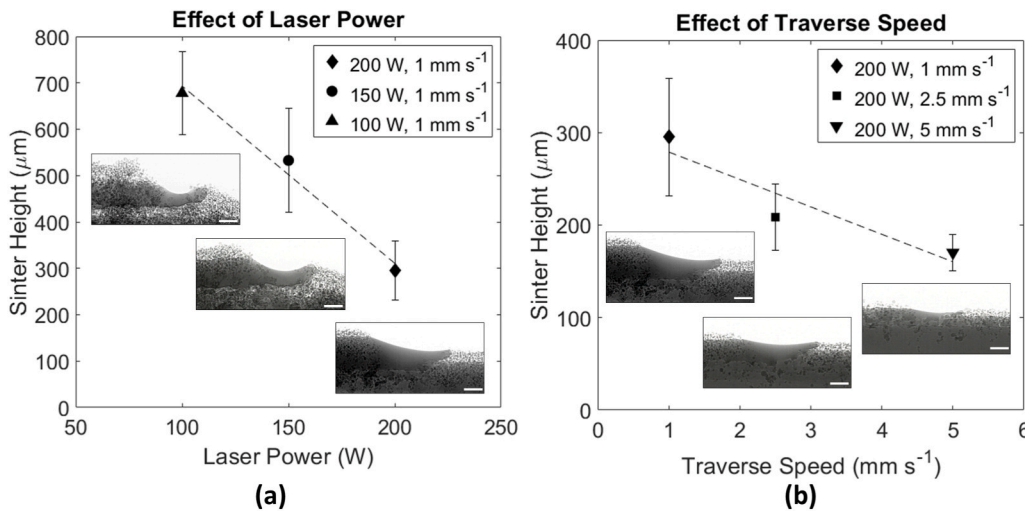 Effect of Laser Power
800
700
600
500
400
300
200
100
0
Sinter Height (μm)
200 W, 1 mm s⁻¹
150 W, 1 mm s⁻¹
100 W, 1 mm s⁻¹
50
100
150
200
250
Laser Power (W)
(a)
Effect of Traverse Speed
400
300
200
100
0
Sinter Height (μm)
200 W, 1 mm s⁻¹
200 W, 2.5 mm s⁻¹
200 W, 5 mm s⁻¹
0
1
2
3
4
5
6
Traverse Speed (mm s⁻¹)
(b)